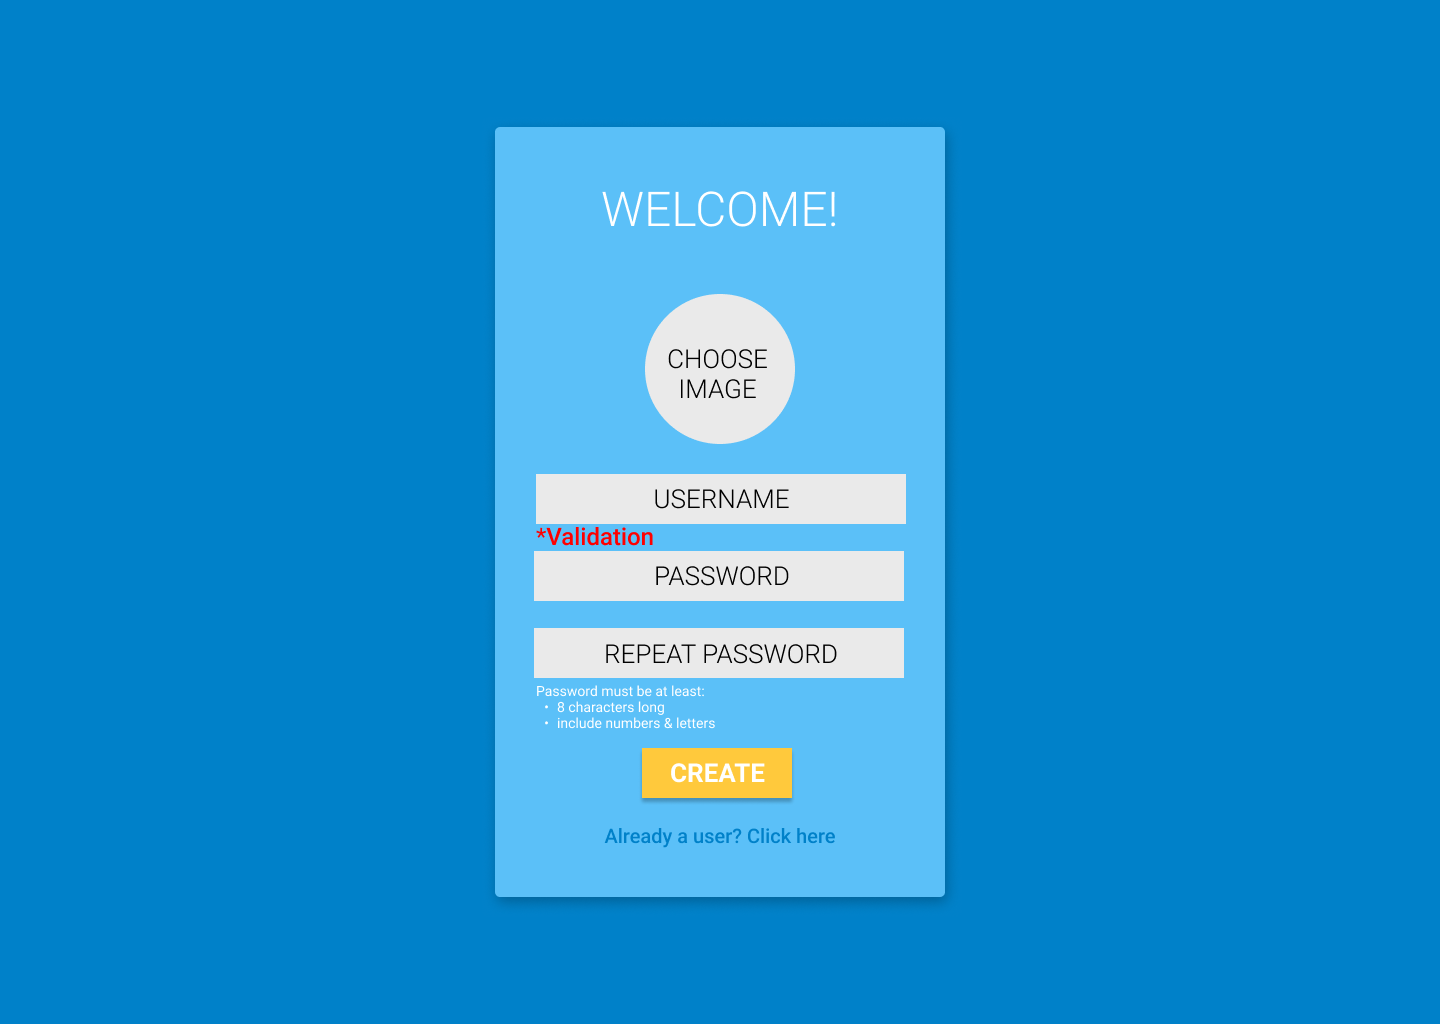 WELCOME!
CHOOSE
IMAGE
USERNAME
*Validation
PASSWORD
REPEAT PASSWORD
Password must be at least:
• 8 characters long
• include numbers & letters
CREATE
Already a user? Click here